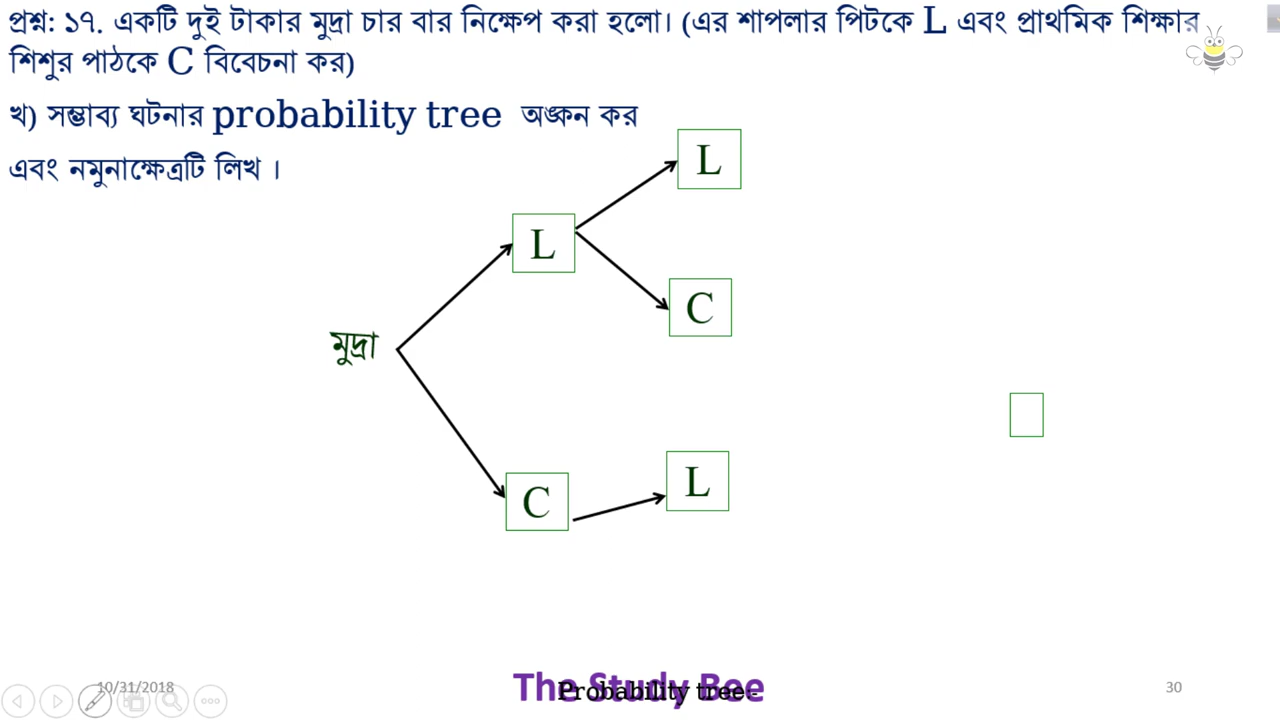 প্রশ্ন: ১৭. একটি দুই টাকার মুদ্রা চার বার নিক্ষেপ করা হলো। (এর শাপলার পিটকে L এবং প্রাথমিক শিক্ষার
শিশুর পাঠকে C বিবেচনা কর)
খ) সম্ভাব্য ঘটনার probability tree অঙ্কন কর
এবং নমুনাক্ষেত্রটি লিখ ।
L
L
C
মুদ্রা
L
C
10/31/2018
The Study Bee
Probability tree-
30